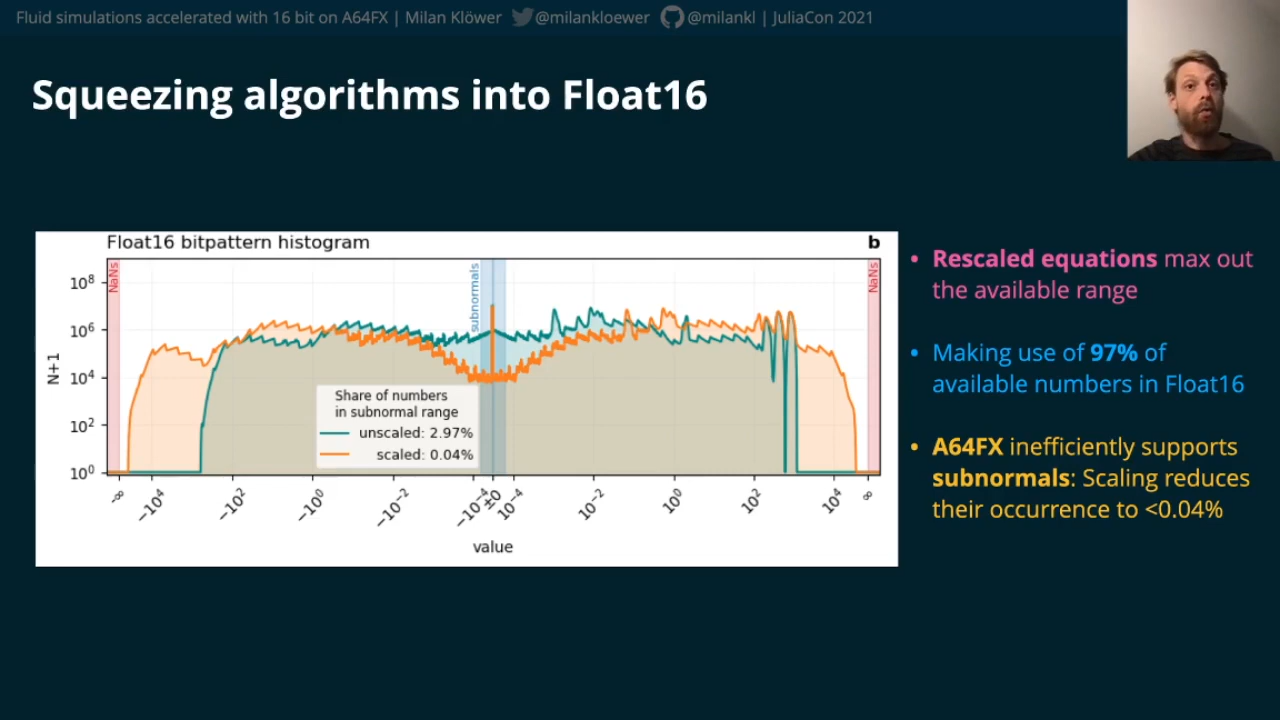 Fluid simulations accelerated with 16 bit on A64FX | Milan Klöwer @milankloewer @milankl | JuliaCon 2021
Squeezing algorithms into Float16
Float16 bitpattern histogram
b
NaNs
subnormals
NaNs
10⁸
10⁶
10⁴
10²
10⁰
N+1
Share of numbers
in subnormal range
unscaled: 2.97%
scaled: 0.04%
-∞
-10⁴
-10²
-10⁰
-10⁻²
-10⁻⁴
±0
10⁻⁴
10⁻²
10⁰
10²
10⁴
∞
value
• Rescaled equations max out
the available range
• Making use of 97% of
available numbers in Float16
• A64FX inefficiently supports
subnormals: Scaling reduces
their occurrence to <0.04%